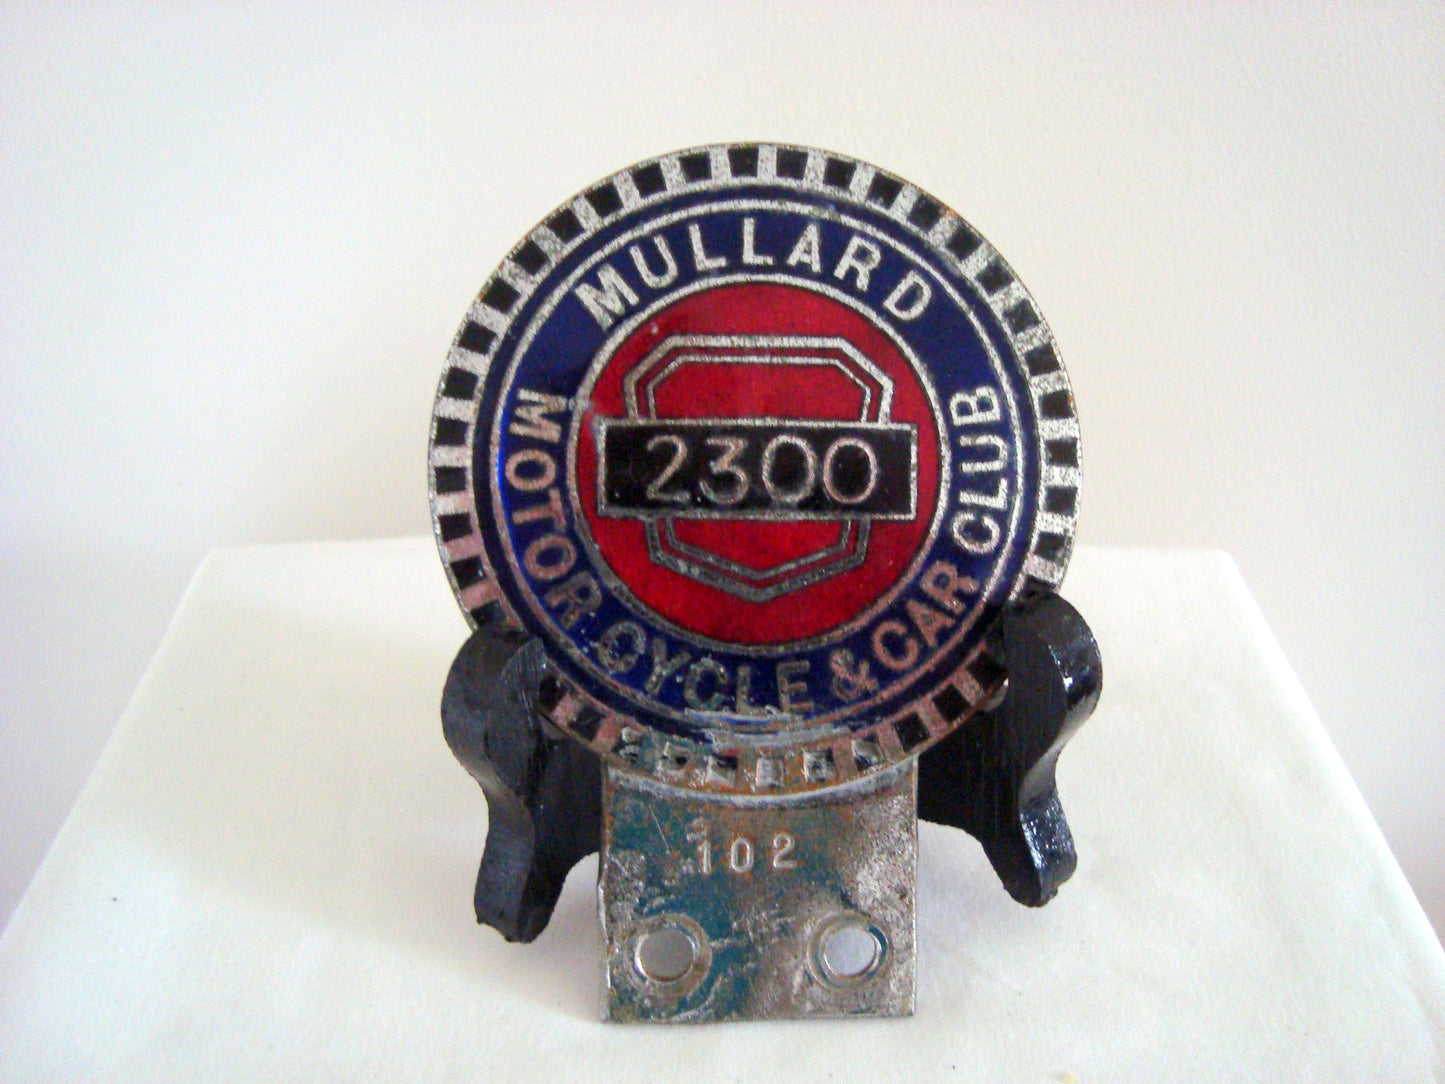 MULLARD
2300
MOTOR CYCLE & CAR CLUB
102